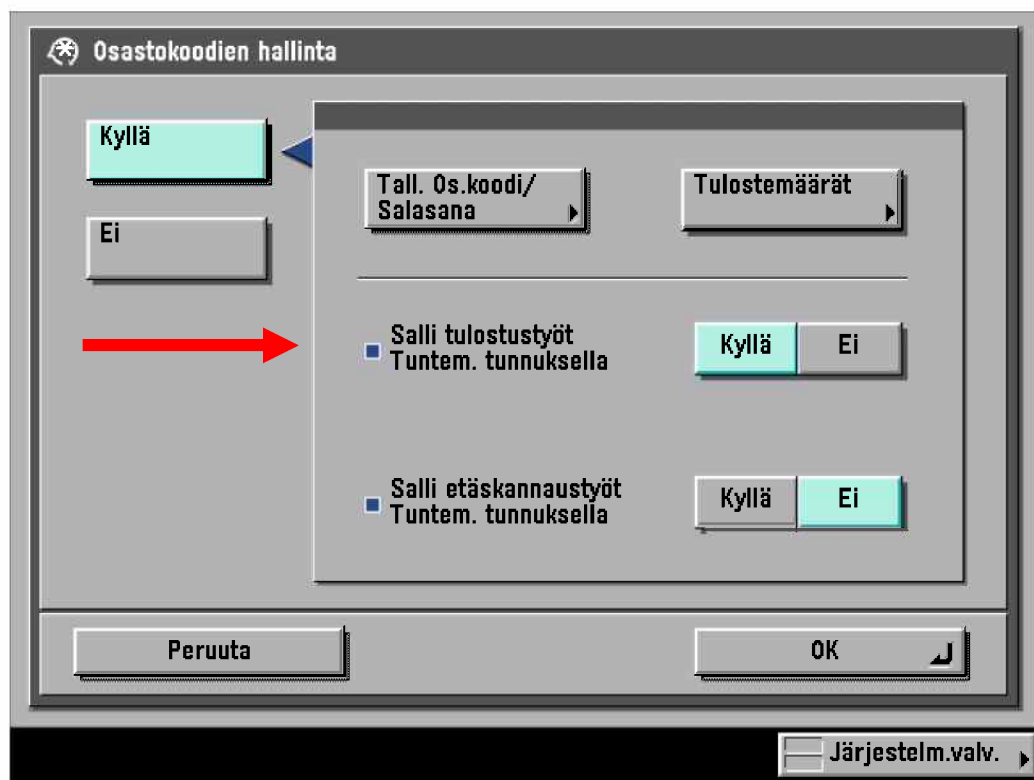 Osastokoodien hallinta
Kyllä
Ei
Tall. Os.koodi/
Salasana
Tulostemäärät
Salli tulostustyöt
Tuntem. tunnuksella
Kyllä Ei
Salli etäskannaustyöt
Tuntem. tunnuksella
Kyllä Ei
Peruuta
OK
Järjestelm.valv.